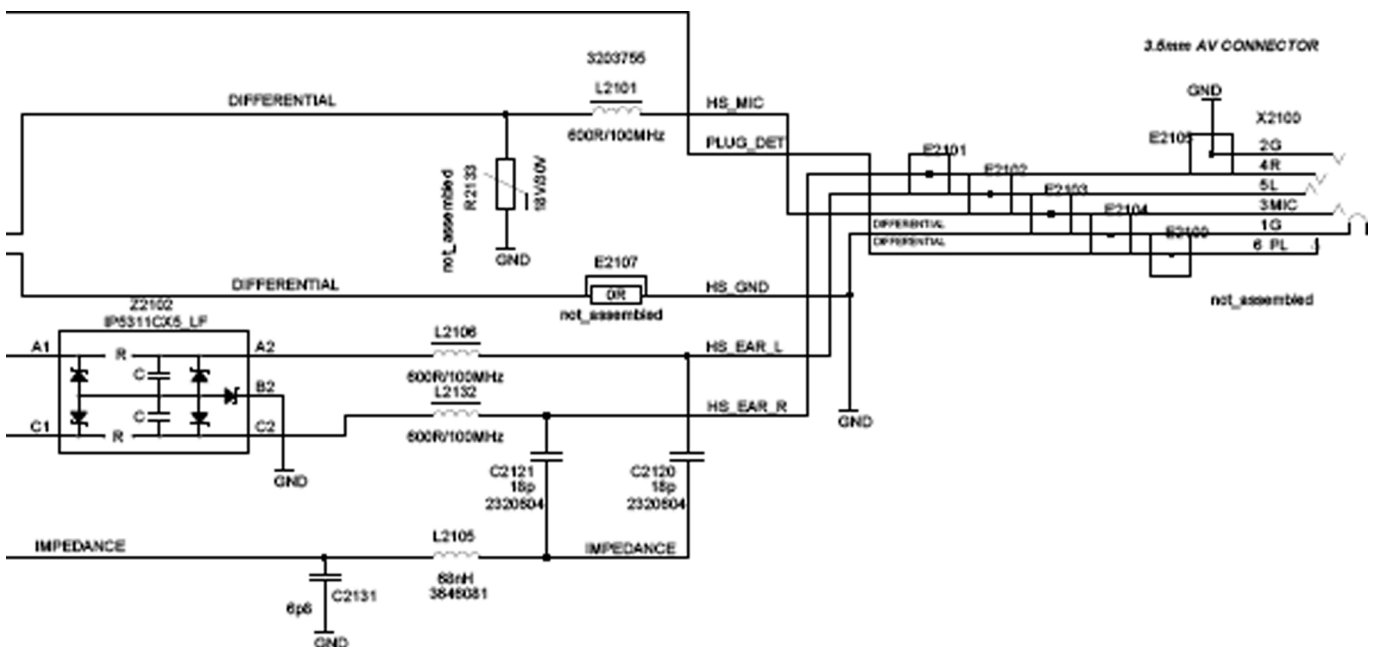 3.5mm AV CONNECTOR
3203755
L2101
DIFFERENTIAL
HS_MIC
600R/100MHz
GND
X2100
PLUG_DET
E2105
2G
E2101
4R
E2102
5L
E2103
3MIC
E2104
1G
DIFFERENTIAL
DIFFERENTIAL
E2100
6 PL
not_assembled
R2133
18V/30V
GND
E2107
DIFFERENTIAL
0R
HS_GND
not_assembled
not_assembled
Z2102
IP5311CX5_LF
L2106
A1
R
A2
HS_EAR_L
C
600R/100MHz
B2
L2132
HS_EAR_R
C
C1
R
C2
600R/100MHz
GND
GND
C2121
18p
2320604
C2120
18p
2320604
L2105
IMPEDANCE
IMPEDANCE
68nH
3646081
C2131
6p8
GND